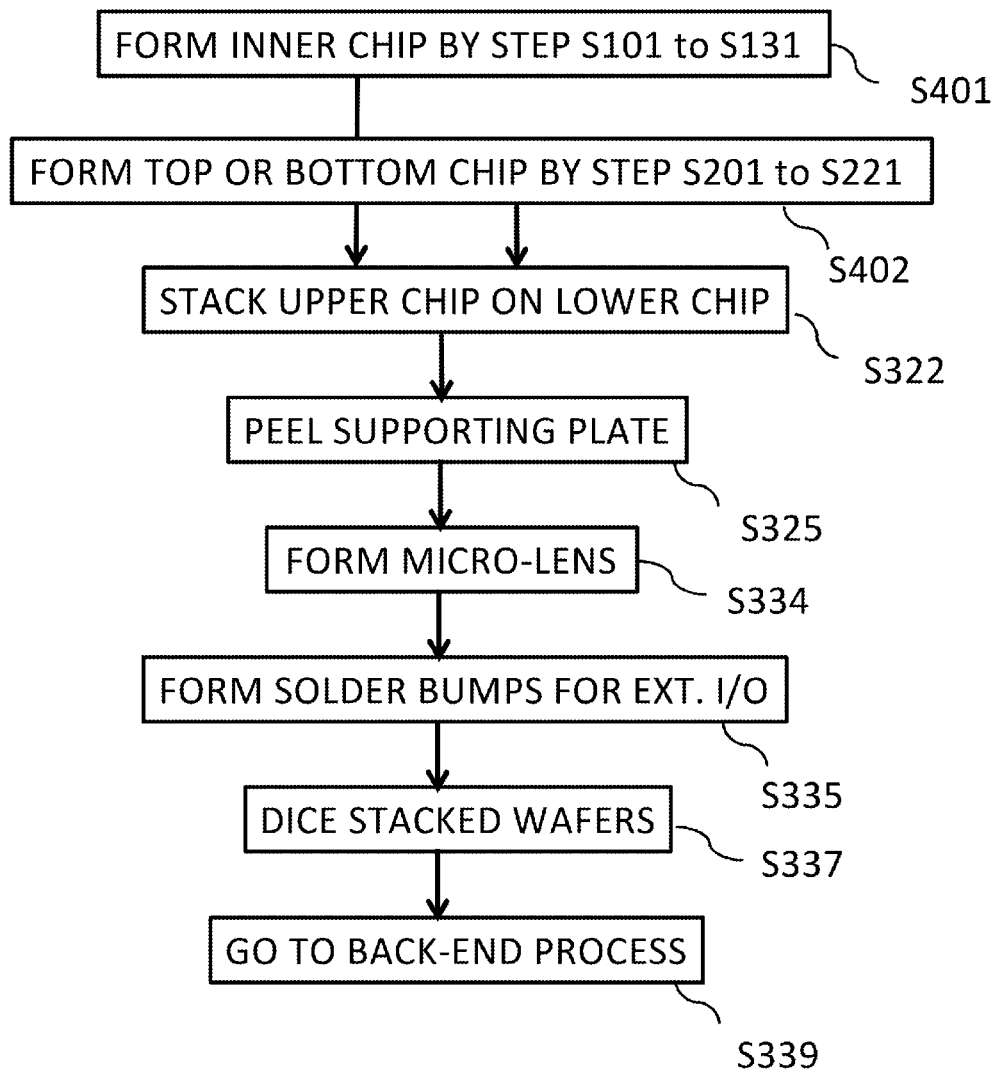 FORM INNER CHIP BY STEP S101 to S131
S401
FORM TOP OR BOTTOM CHIP BY STEP S201 to S221
S402
STACK UPPER CHIP ON LOWER CHIP
S322
PEEL SUPPORTING PLATE
S325
FORM MICRO-LENS
S334
FORM SOLDER BUMPS FOR EXT. I/O
S335
DICE STACKED WAFERS
S337
GO TO BACK-END PROCESS
S339